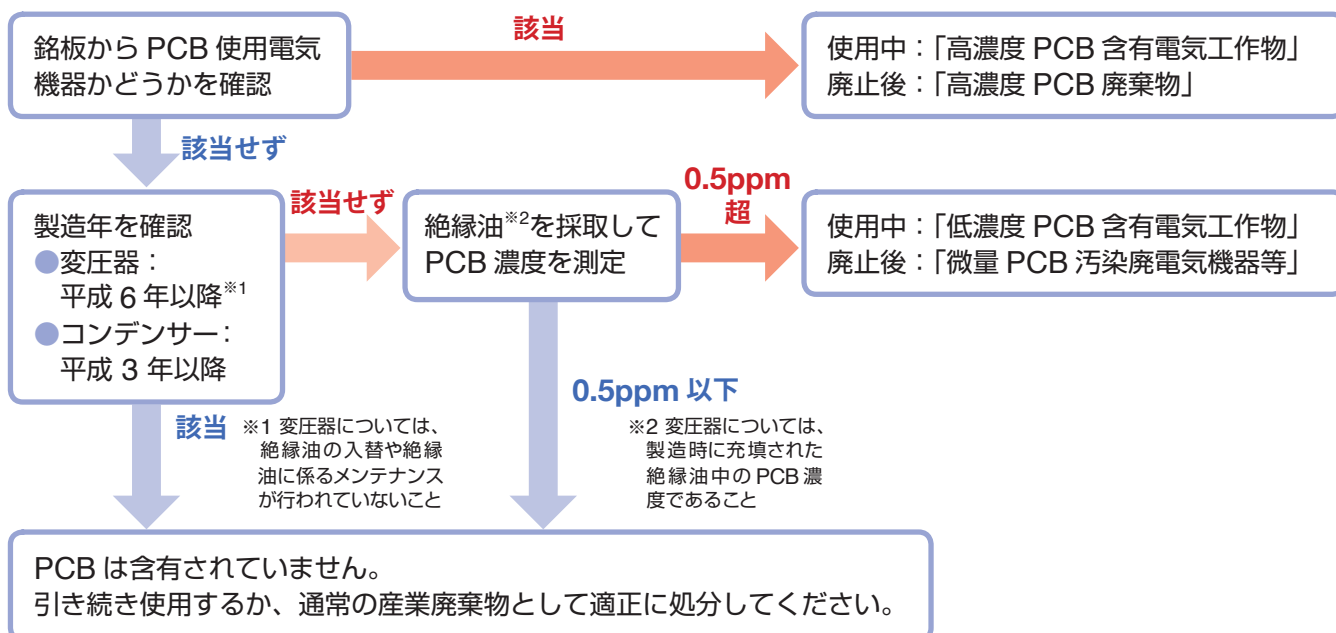 銘板から PCB 使用電気
機器かどうかを確認
該当
使用中:「高濃度 PCB 含有電気工作物」
廃止後:「高濃度 PCB 廃棄物」
該当せず
製造年を確認
●変圧器:
平成 6 年以降※1
●コンデンサー:
平成 3 年以降
該当せず
絶縁油※2を採取して
PCB 濃度を測定
0.5ppm
超
使用中:「低濃度 PCB 含有電気工作物」
廃止後:「微量 PCB 汚染廃電気機器等」
該当
※1 変圧器については、
絶縁油の入替や絶縁
油に係るメンテナンス
が行われていないこと
0.5ppm 以下
※2 変圧器については、
製造時に充填された
絶縁油中の PCB 濃
度であること
PCB は含有されていません。
引き続き使用するか、通常の産業廃棄物として適正に処分してください。